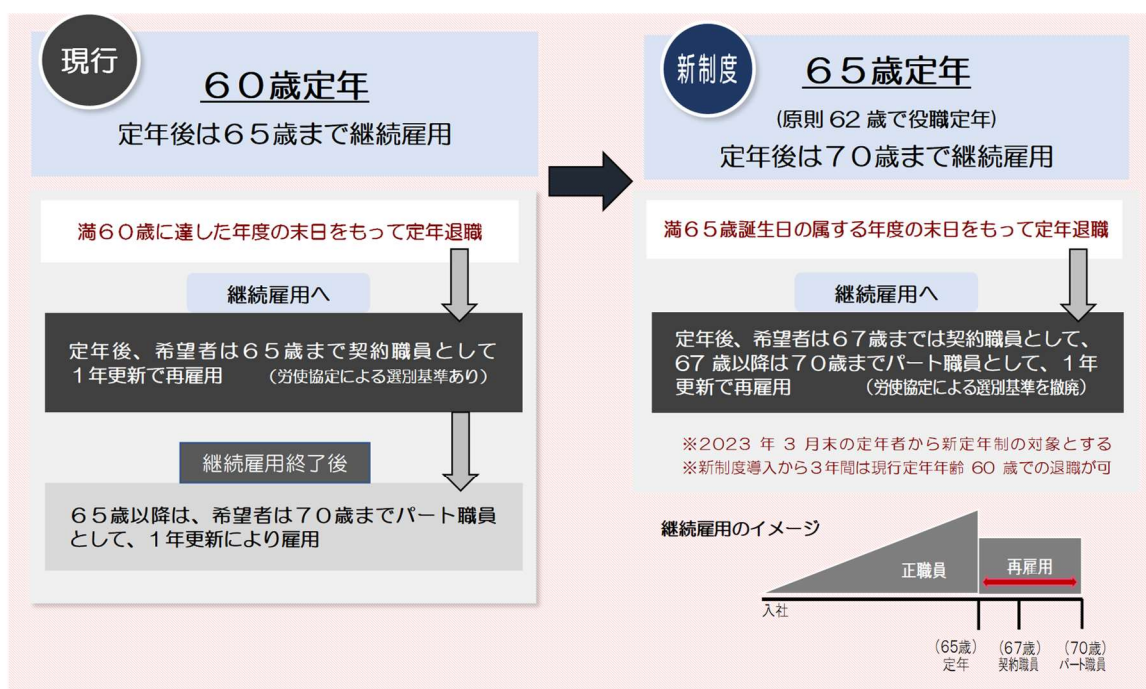 現行
６０歳定年
定年後は６５歳まで継続雇用
満６０歳に達した年度の末日をもって定年退職
継続雇用へ
定年後、希望者は６５歳まで契約職員として
１年更新で再雇用　（労使協定による選別基準あり）
継続雇用終了後
６５歳以降は、希望者は７０歳までパート職員
として、１年更新により雇用
新制度
６５歳定年
(原則 62 歳で役職定年)
定年後は７０歳まで継続雇用
満６５歳誕生日の属する年度の末日をもって定年退職
継続雇用へ
定年後、希望者は６７歳までは契約職員として、
67 歳以降は７０歳までパート職員として、１年
更新で再雇用　（労使協定による選別基準を撤廃）
※2023 年 3 月末の定年者から新定年制の対象とする
※新制度導入から３年間は現行定年年齢 60 歳での退職が可
継続雇用のイメージ
正職員
再雇用
入社
(65歳) (67歳) (70歳)
定年 契約職員 パート職員